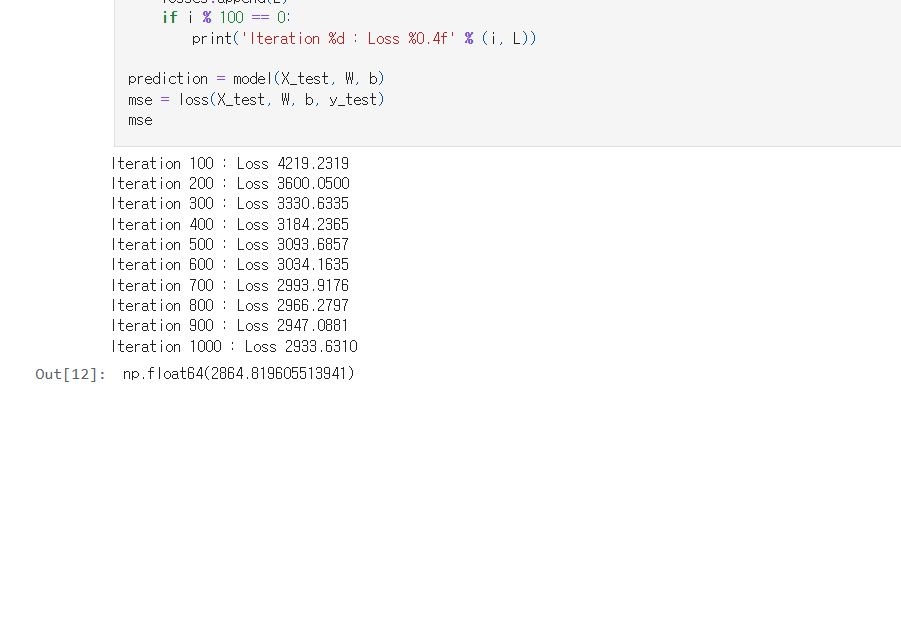 losses.append(L)
if i % 100 == 0:
print('Iteration %d : Loss %0.4f' % (i, L))
prediction = model(X_test, W, b)
mse = loss(X_test, W, b, y_test)
mse
Iteration 100 : Loss 4219.2319
Iteration 200 : Loss 3600.0500
Iteration 300 : Loss 3330.6335
Iteration 400 : Loss 3184.2365
Iteration 500 : Loss 3093.6857
Iteration 600 : Loss 3034.1635
Iteration 700 : Loss 2993.9176
Iteration 800 : Loss 2966.2797
Iteration 900 : Loss 2947.0881
Iteration 1000 : Loss 2933.6310
Out[12]: np.float64(2864.819605513941)